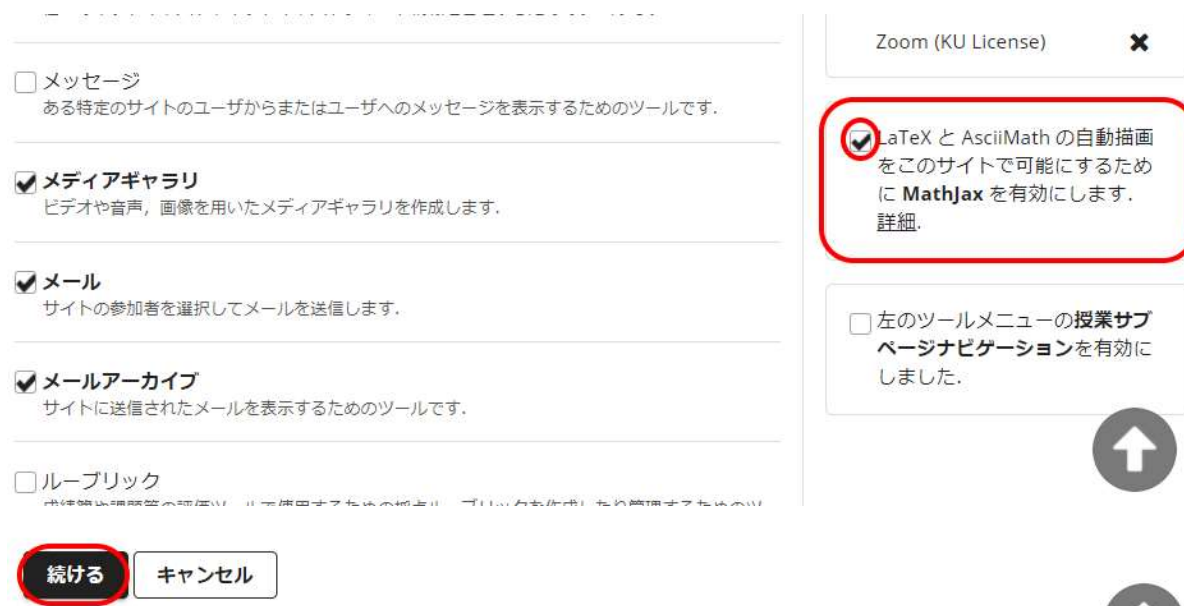 メッセージ
ある特定のサイトのユーザからまたはユーザへのメッセージを表示するためのツールです.
メディアギャラリ
ビデオや音声,画像を用いたメディアギャラリを作成します.
メール
サイトの参加者を選択してメールを送信します.
メールアーカイブ
サイトに送信されたメールを表示するためのツールです.
ルーブリック
続ける
キャンセル
Zoom (KU License)
LaTeX と AsciiMath の自動描画
をこのサイトで可能にするため
に MathJax を有効にします.
詳細.
左のツールメニューの授業サブ
ページナビゲーションを有効に
しました.